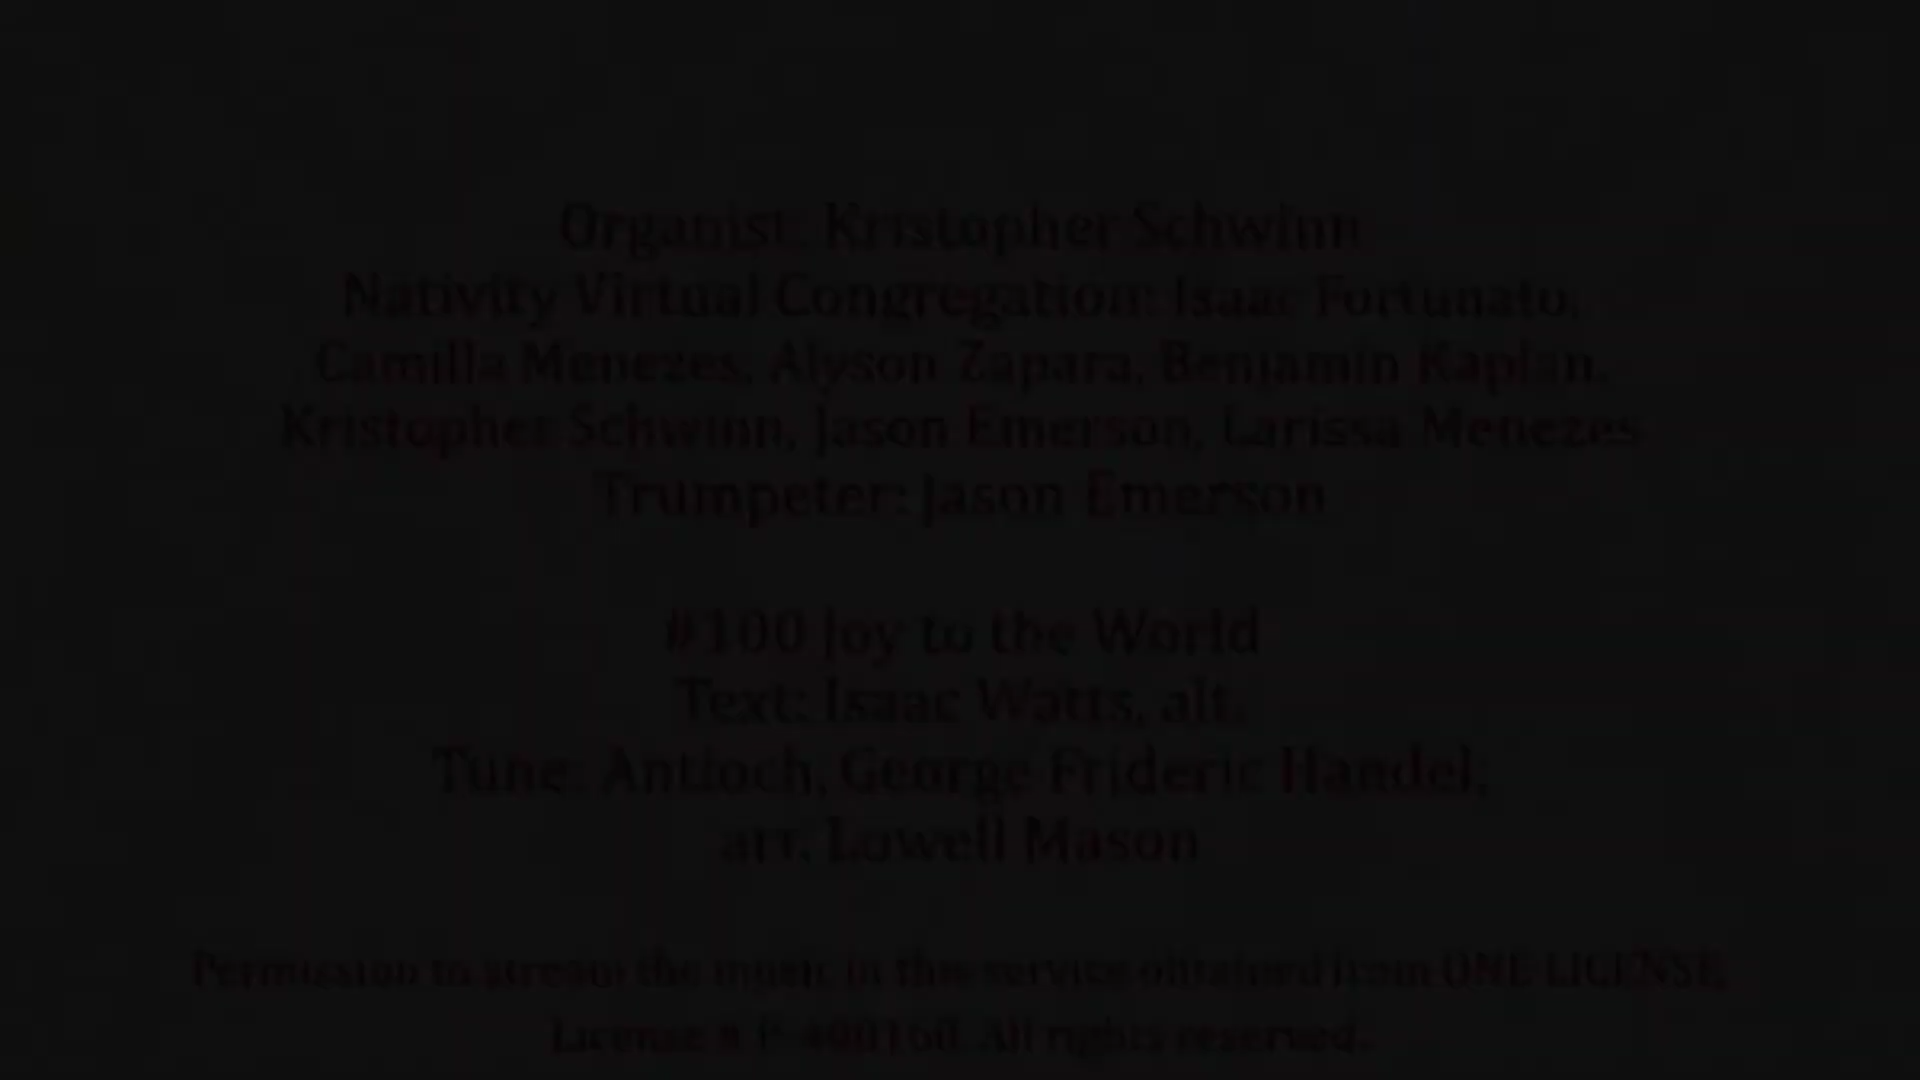 Organist: Kristopher Schwinn
Nativity Virtual Congregation: Isaac Fortunato,
Camilla Menezes, Alyson Zapara, Benjamin Kaplan,
Kristopher Schwinn, Jason Emerson, Larissa Menezes
Trumpeter: Jason Emerson
#100 Joy to the World
Text: Isaac Watts, alt.
Tune: Antioch, George Frideric Handel,
arr. Lowell Mason
Permission to stream the music in this service obtained from ONE LICENSE,
License # All rights reserved.